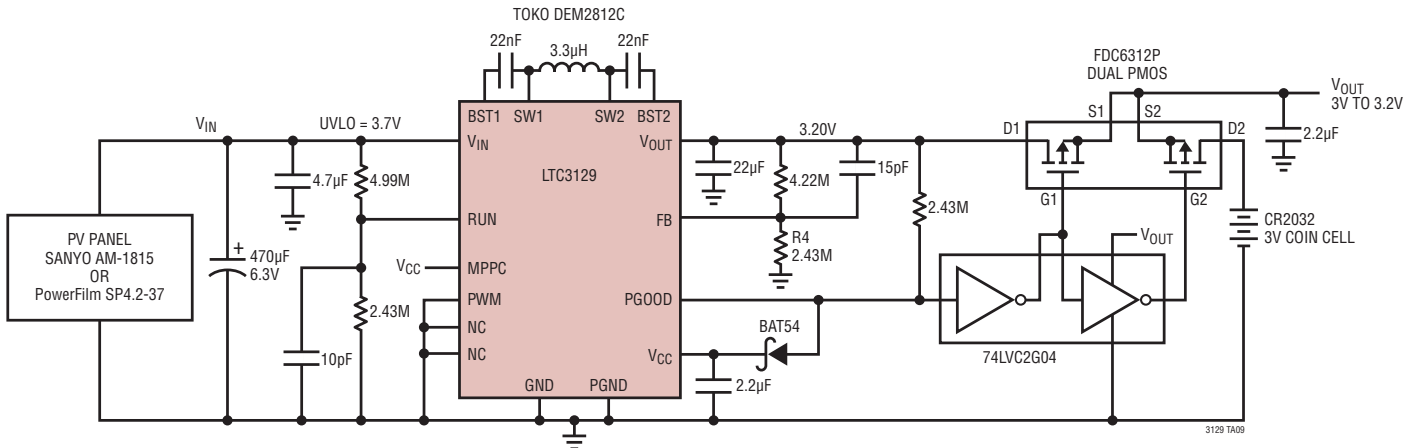 TOKO DEM2812C
22nF
3.3µH
22nF
FDC6312P
DUAL PMOS
VOUT
3V TO 3.2V
BST1
SW1
SW2
BST2
S1
S2
VIN
UVLO = 3.7V
VIN
VOUT
3.20V
D1
D2
2.2µF
4.7µF
4.99M
LTC3129
22µF
4.22M
15pF
2.43M
G1
G2
RUN
FB
PV PANEL
SANYO AM-1815
OR
PowerFilm SP4.2-37
+
470µF
6.3V
R4
2.43M
VOUT
CR2032
3V COIN CELL
VCC
MPPC
2.43M
PWM
PGOOD
NC
BAT54
NC
VCC
74LVC2G04
10pF
2.2µF
GND
PGND
3129 TA09